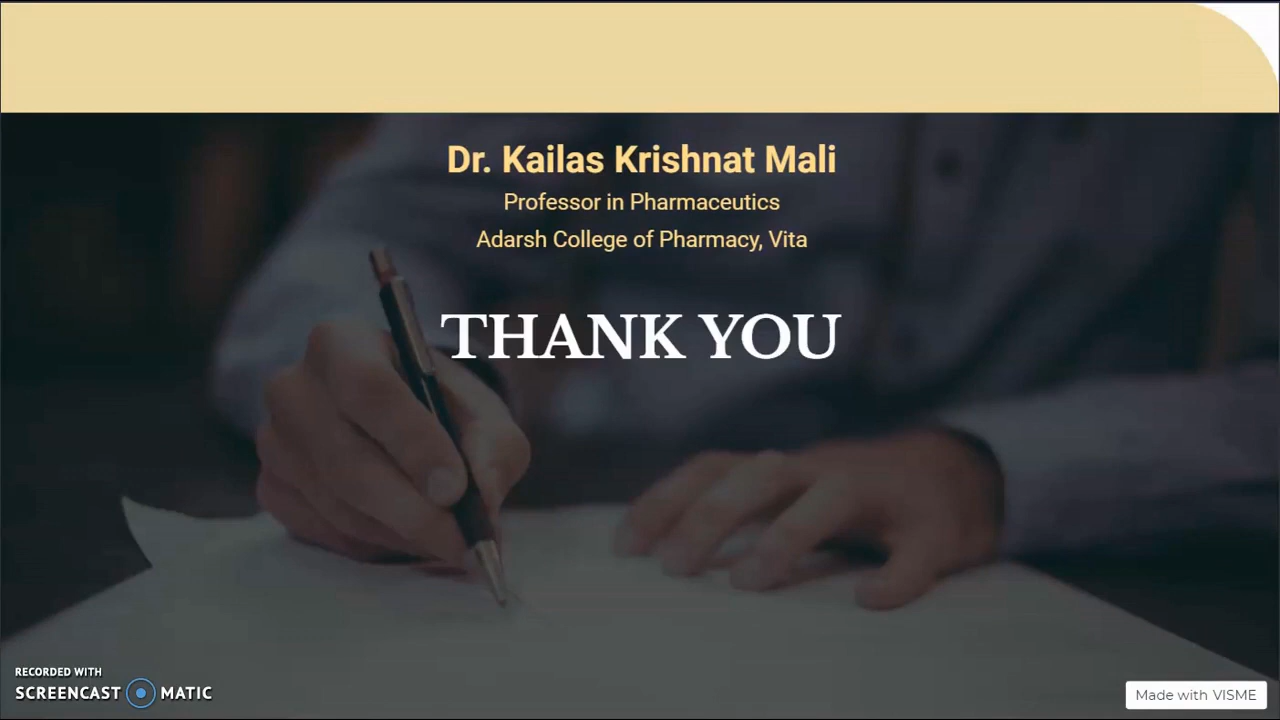 Dr. Kailas Krishnat Mali
Professor in Pharmaceutics
Adarsh College of Pharmacy, Vita
THANK YOU
RECORDED WITH
SCREENCAST MATIC
Made with VISME